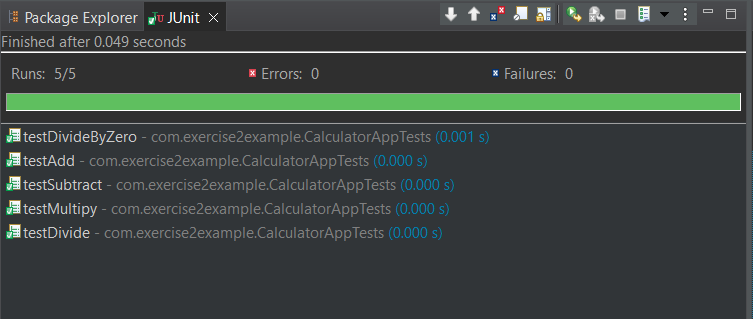 Package Explorer JUnit
Finished after 0.049 seconds
Runs: 5/5 Errors: 0 Failures: 0
testDivideByZero - com.exercise2example.CalculatorAppTests (0.001 s)
testAdd - com.exercise2example.CalculatorAppTests (0.000 s)
testSubtract - com.exercise2example.CalculatorAppTests (0.000 s)
testMultipy - com.exercise2example.CalculatorAppTests (0.000 s)
testDivide - com.exercise2example.CalculatorAppTests (0.000 s)